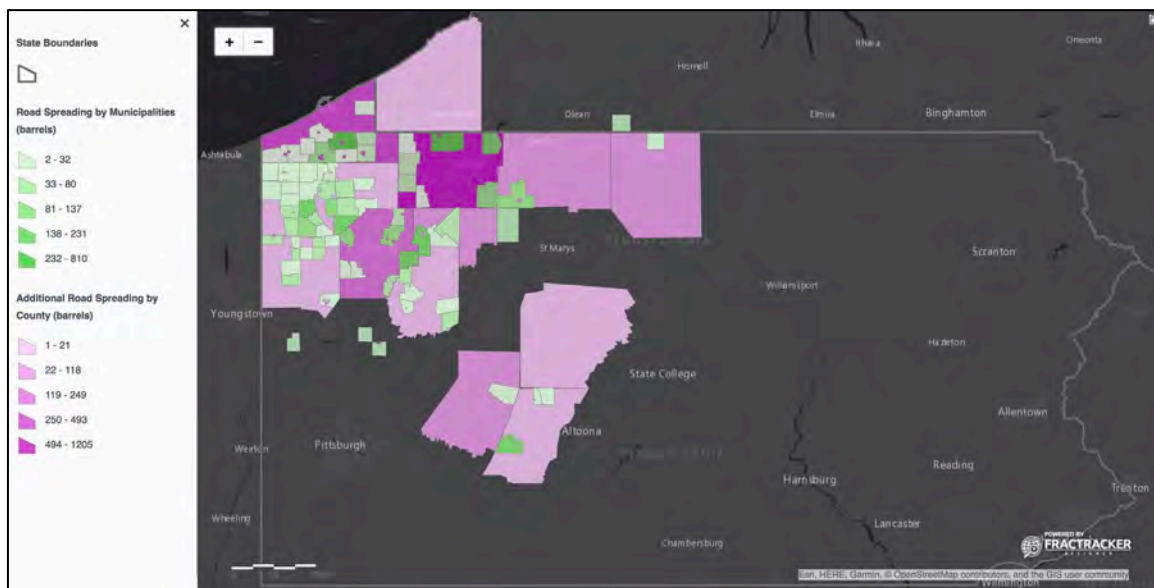 State Boundaries
Road Spreading by Municipalities
(barrels)
2 - 32
33 - 80
81 - 137
138 - 231
232 - 810
Additional Road Spreading by
County (barrels)
1 - 21
22 - 118
119 - 249
250 - 493
494 - 1205
+ −
Ithaca
Oneonta
Hornell
Olean
Elmira
Binghamton
Ashtabula
St Marys
Scranton
Williamsport
Youngstown
Hazleton
State College
Allentown
Altoona
Weirton
Pittsburgh
Reading
Harrisburg
Trenton
Wheeling
Lancaster
Chambersburg
POWERED BY
FRACTRACKER
DESIGNER
Esri, HERE, Garmin, © OpenStreetMap contributors, and the GIS user community
Wilmington